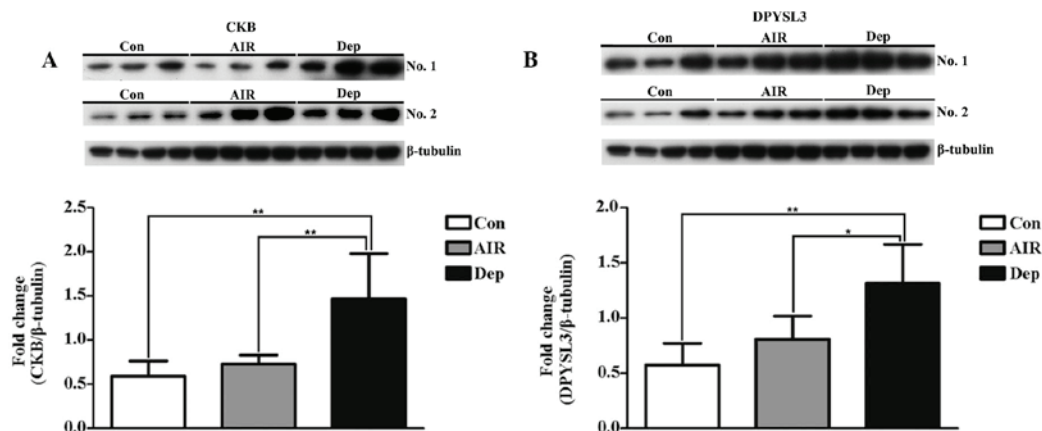 CKB
A
Con AIR Dep
No. 1
Con AIR Dep
No. 2
β-tubulin
Fold change
(CKB/β-tubulin)
2.5
2.0
1.5
1.0
0.5
0.0
**
**
Con
AIR
Dep
DPYSL3
B
Con AIR Dep
No. 1
Con AIR Dep
No. 2
β-tubulin
Fold change
(DPYSL3/β-tubulin)
2.0
1.5
1.0
0.5
0.0
**
*
Con
AIR
Dep